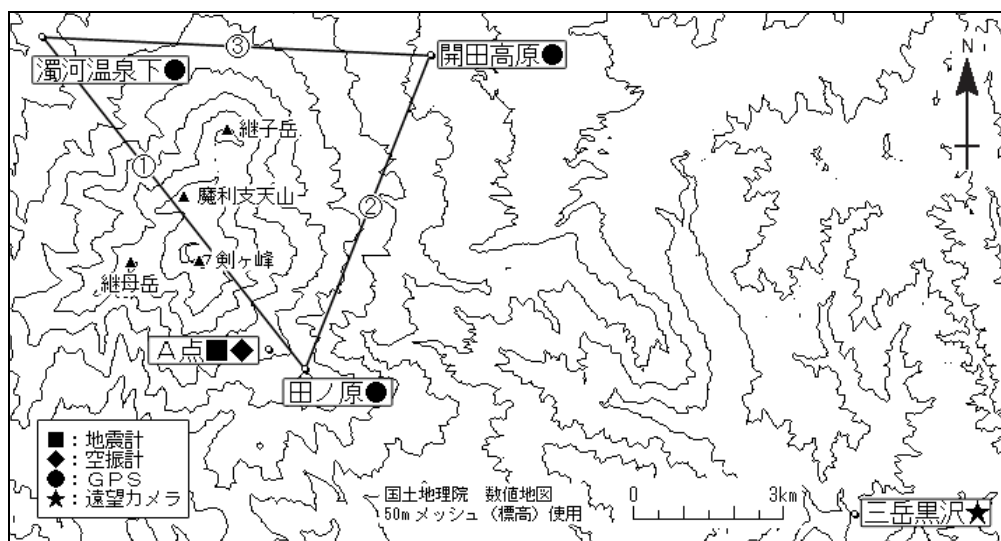 ③
開田高原●
N
濁河温泉下●
▲継子岳
①
▲魔利支天山
②
▲剣ヶ峰
▲
継母岳
A点■◆
田ノ原●
■：地震計
◆：空振計
●：GPS
★：遠望カメラ
国土地理院 数値地図
50mメッシュ（標高）使用
0 3km
三岳黒沢★